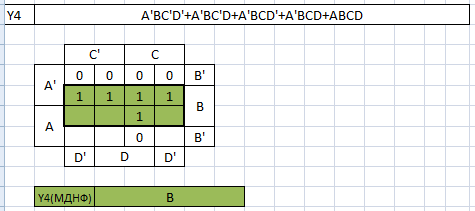 Y4 A'BC'D'+A'BC'D+A'BCD'+A'BCD+ABCD
C' C
A' 0 0 0 0 B'
1 1 1 1 B
A 1
0 B'
D' D D'
Y4(МДНФ) B